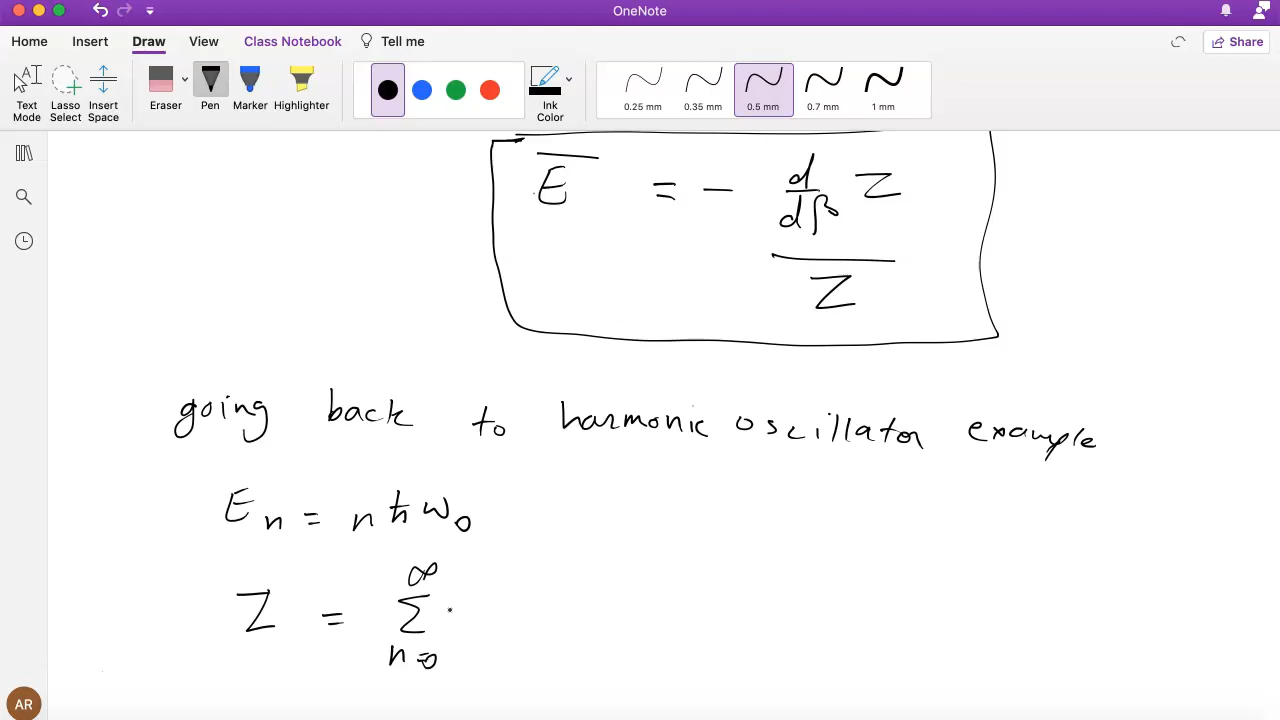 OneNote
Home Insert Draw View Class Notebook Tell me Share
Text Mode Lasso Select Insert Space Eraser Pen Marker Highlighter Ink Color 0.25 mm 0.35 mm 0.5 mm 0.7 mm 1 mm
E̅ = - (d/dβ Z) / Z
going back to harmonic oscillator example
Eₙ = n ħ ω₀
Z = ∑ₙ₌₀^∞
AR